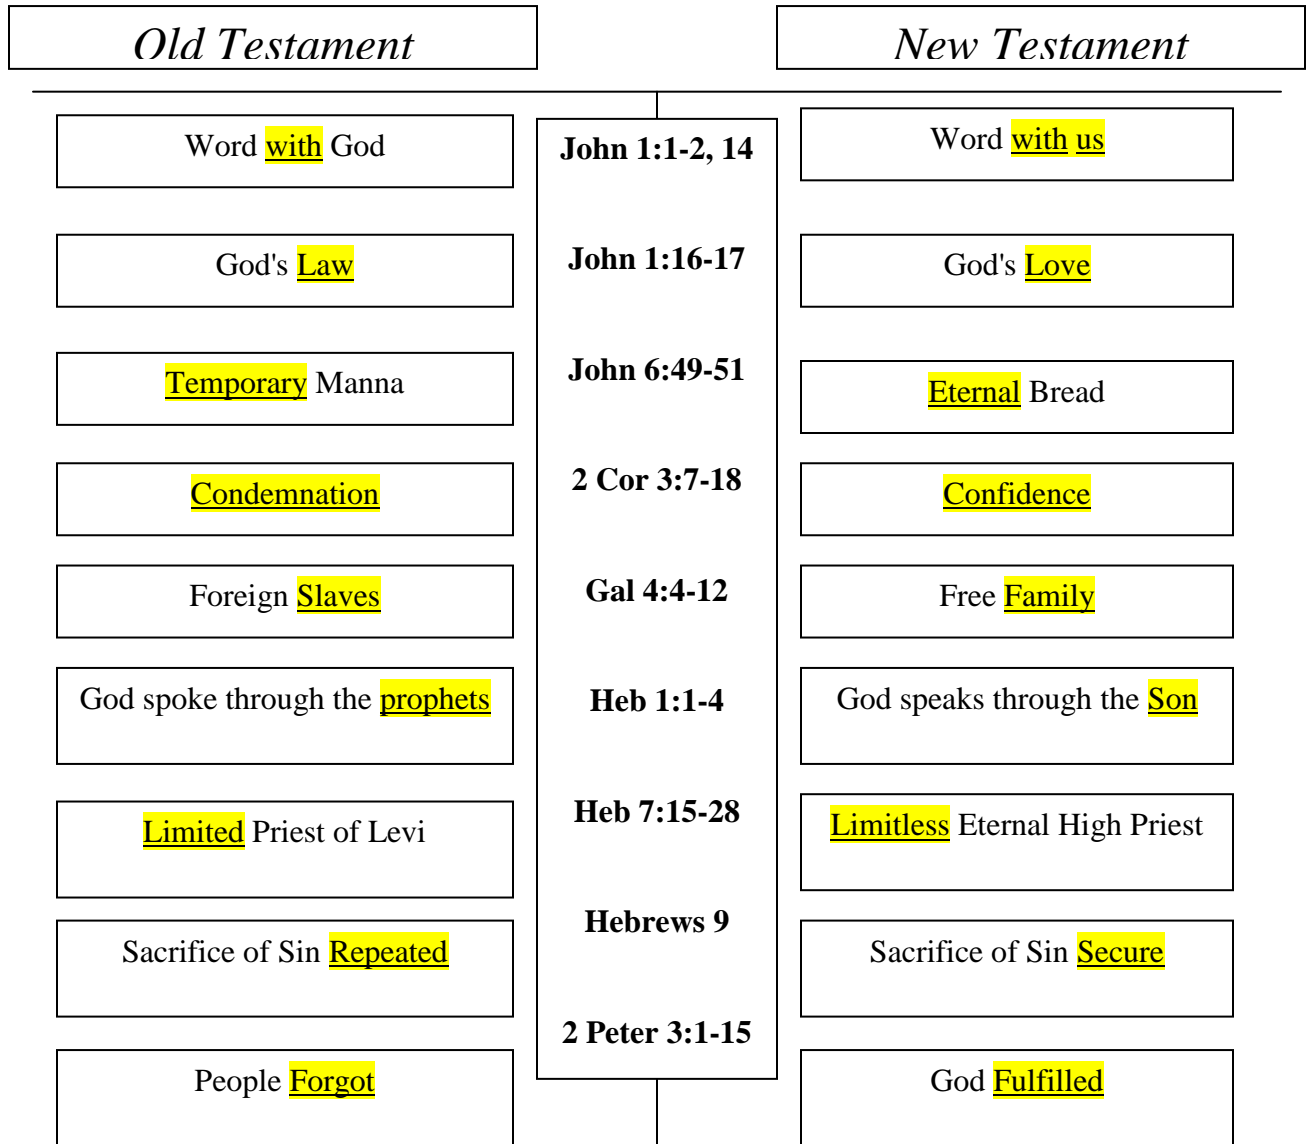 Old Testament
New Testament
Word with God
John 1:1-2, 14
Word with us
God's Law
John 1:16-17
God's Love
Temporary Manna
John 6:49-51
Eternal Bread
Condemnation
2 Cor 3:7-18
Confidence
Foreign Slaves
Gal 4:4-12
Free Family
God spoke through the prophets
Heb 1:1-4
God speaks through the Son
Limited Priest of Levi
Heb 7:15-28
Limitless Eternal High Priest
Sacrifice of Sin Repeated
Hebrews 9
Sacrifice of Sin Secure
People Forgot
2 Peter 3:1-15
God Fulfilled